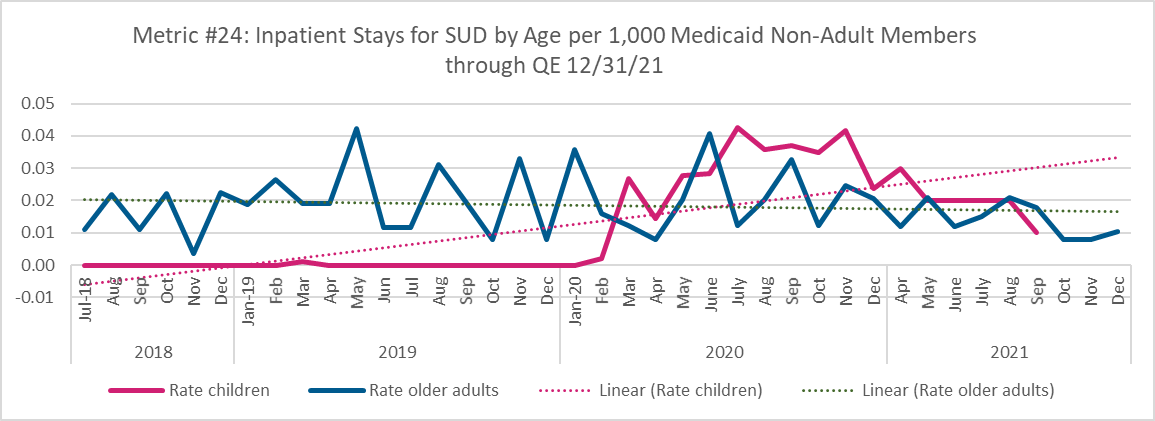 Metric #24: Inpatient Stays for SUD by Age per 1,000 Medicaid Non-Adult Members
through QE 12/31/21
0.05
0.04
0.03
0.02
0.01
0.00
-0.01
Jul-18 Aug Sep Oct Nov Dec Jan-19 Feb Mar Apr May Jun Jul Aug Sep Oct Nov Dec Jan-20 Feb Mar Apr May June July Aug Sep Oct Nov Dec Apr May June July Aug Sep Oct Nov Dec
2018 2019 2020 2021
Rate children Rate older adults Linear (Rate children) Linear (Rate older adults)